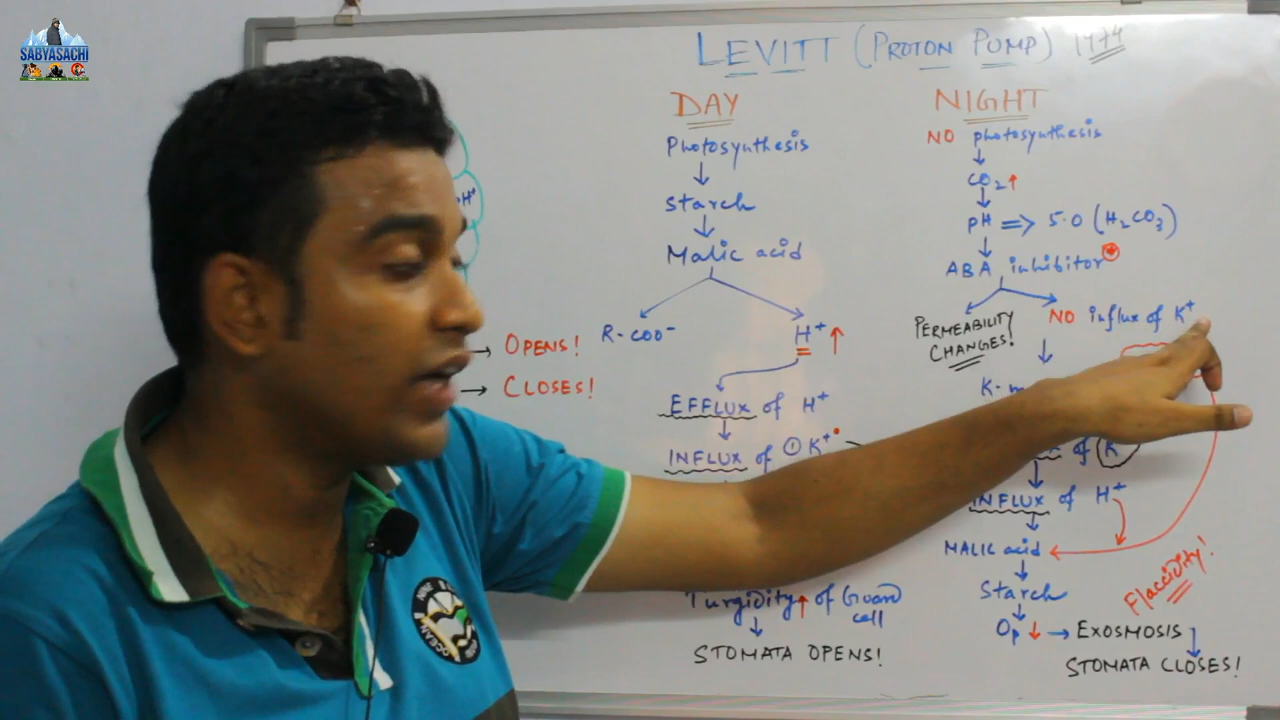 SABYASACHI
LEVITT (PROTON PUMP) 1974
DAY
Photosynthesis
Starch
Malic acid
R-COO⁻ H⁺ ↑
EFFLUX of H⁺
INFLUX of K⁺
Turgidity ↑ of Guard
cell
STOMATA OPENS!
NIGHT
NO photosynthesis
CO₂ ↑
pH => 5.0 (H₂CO₃)
ABA inhibitor
PERMEABILITY
CHANGES!
NO influx of K⁺
of K
INFLUX of H⁺
MALIC acid
Starch
Flaccidity!
Op ↓ → EXOSMOSIS
STOMATA CLOSES!
H⁺
→ OPENS!
→ CLOSES!
OCEAN